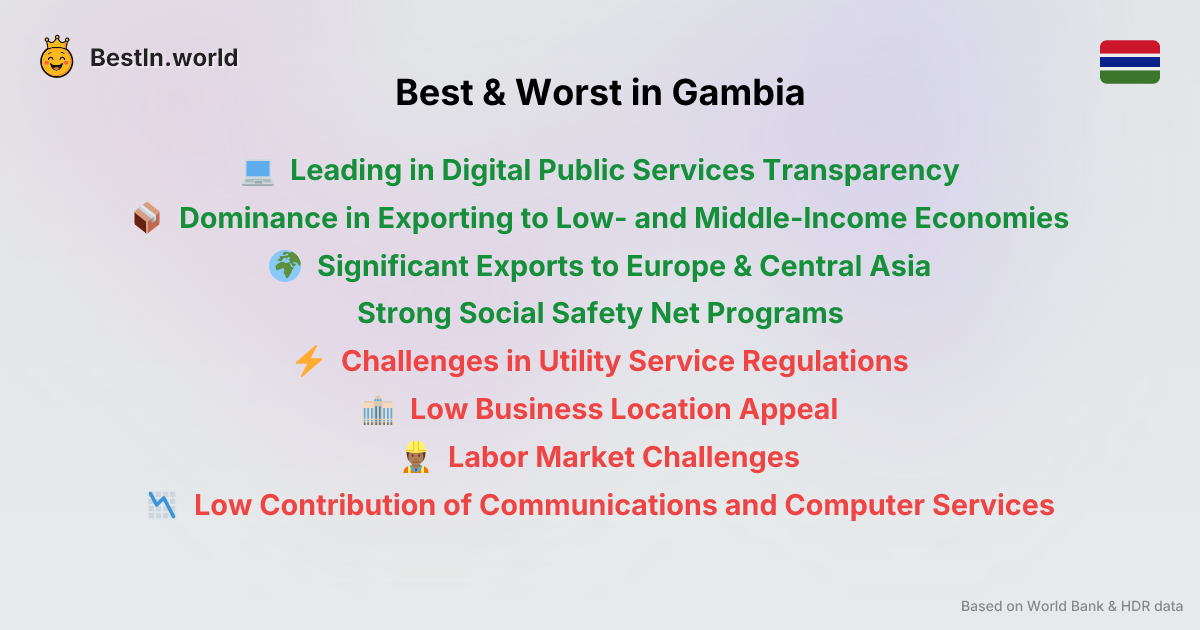 BestIn.world
Best & Worst in Gambia
Leading in Digital Public Services Transparency
Dominance in Exporting to Low- and Middle-Income Economies
Significant Exports to Europe & Central Asia
Strong Social Safety Net Programs
Challenges in Utility Service Regulations
Low Business Location Appeal
Labor Market Challenges
Low Contribution of Communications and Computer Services
Based on World Bank & HDR data